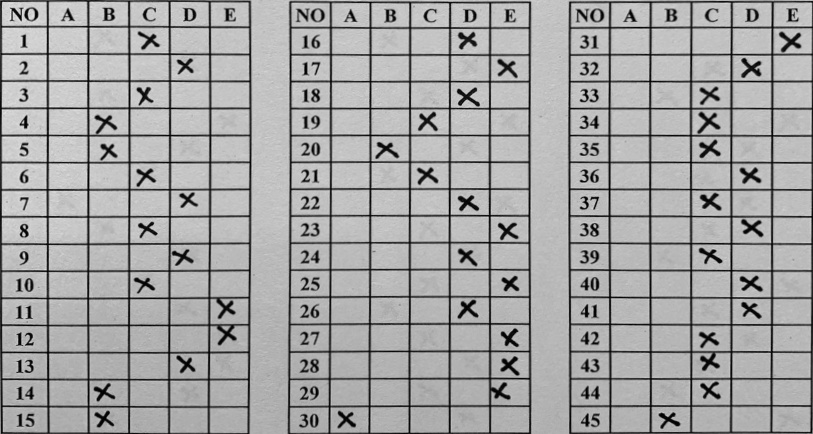 NO A B C D E NO A B C D E NO A B C D E
1 X 16 X 31 X
2 X 17 X 32 X
3 X 18 X 33 X
4 X 19 X 34 X
5 X 20 X 35 X
6 X 21 X 36 X
7 X 22 X 37 X
8 X 23 X 38 X
9 X 24 X 39 X
10 X 25 X 40 X
11 X 26 X 41 X
12 X 27 X 42 X
13 X 28 X 43 X
14 X 29 X 44 X
15 X 30 X 45 X